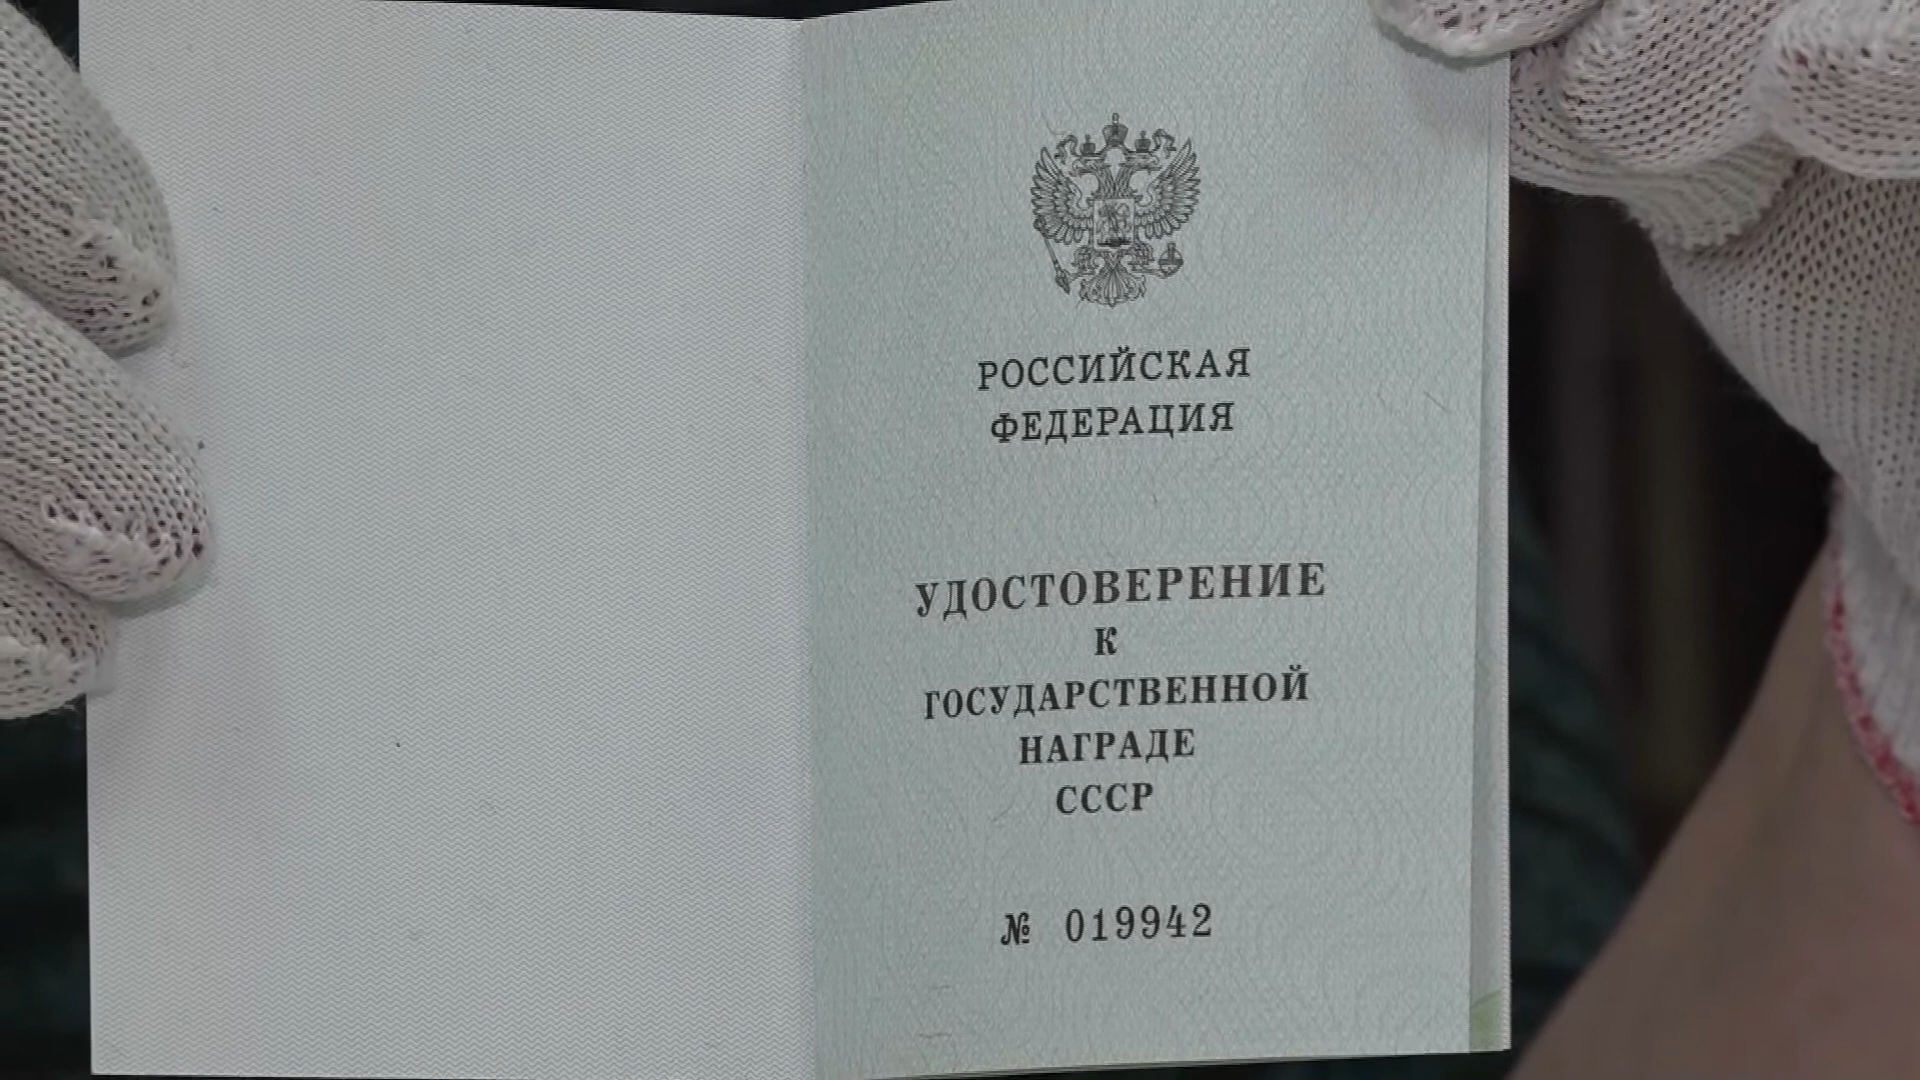 РОССИЙСКАЯ
ФЕДЕРАЦИЯ
УДОСТОВЕРЕНИЕ
К
ГОСУДАРСТВЕННОЙ
НАГРАДЕ
СССР
№ 019942